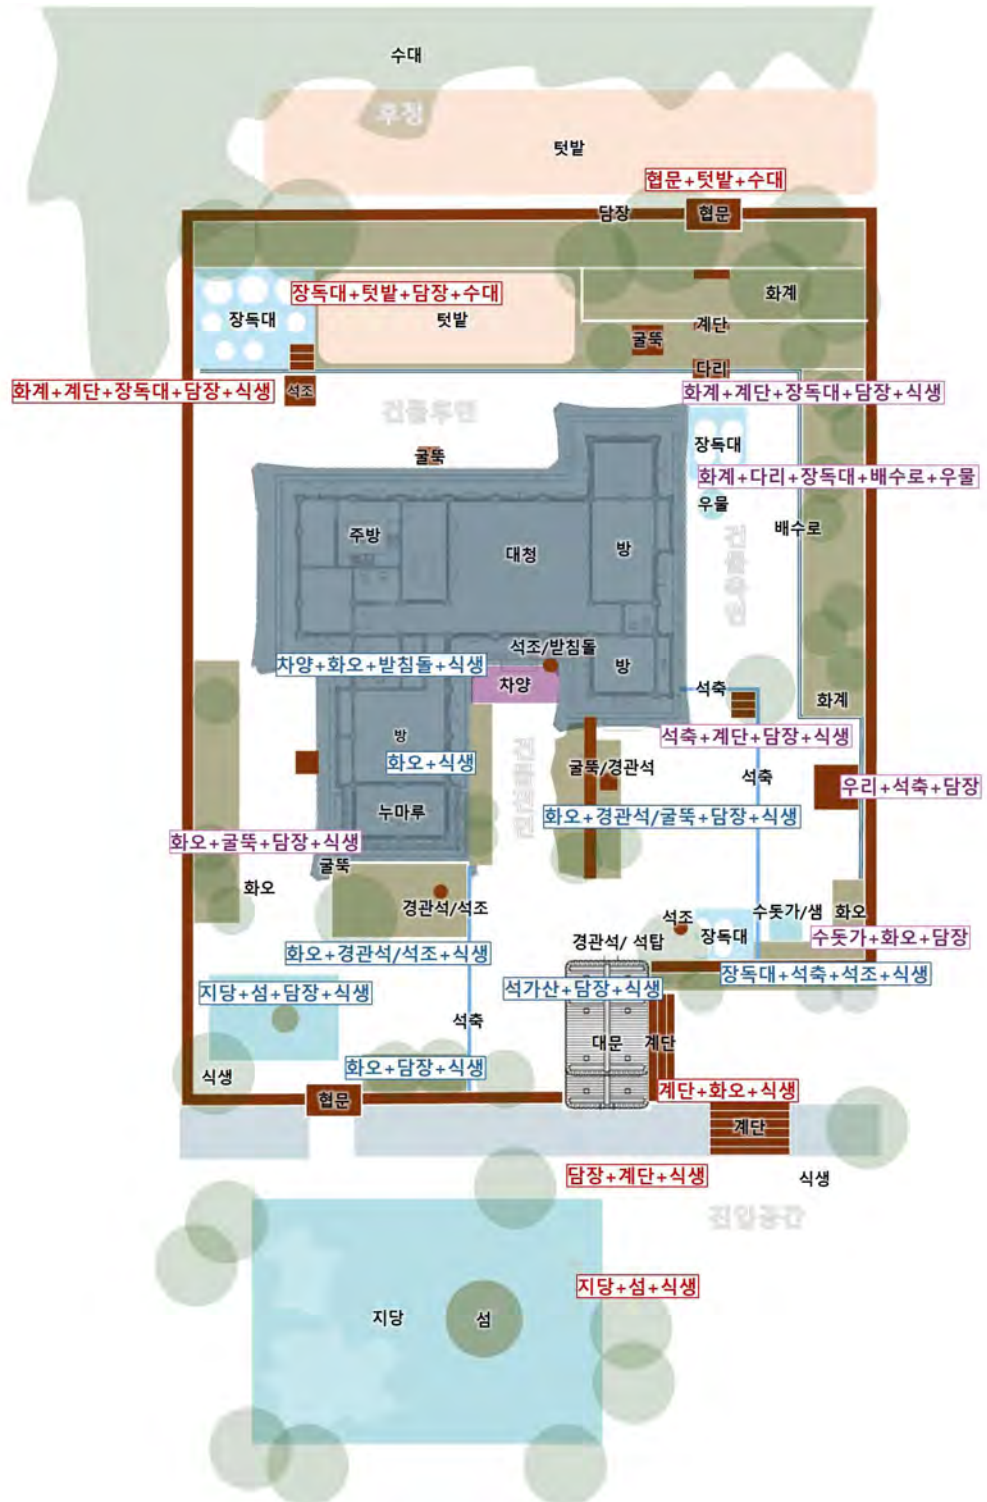 수대
후정
텃밭
협문+텃밭+수대
담장
협문
장독대+텃밭+담장+수대
화계
장독대
텃밭
계단
굴뚝
다리
화계+계단+장독대+담장+식생
석조
화계+계단+장독대+담장+식생
건물후면
굴뚝
장독대
화계+다리+장독대+배수로+우물
우물
배수로
주방
대청
방
석조/받침돌
차양+화오+받침돌+식생
방
차양
석축
화계
방
석축+계단+담장+식생
화오+식생
굴뚝/경관석
석축
우리+석축+담장
누마루
화오+경관석/굴뚝+담장+식생
화오+굴뚝+담장+식생
굴뚝
화오
경관석/석조
석조
수돗가/샘
화오
장독대
수돗가+화오+담장
경관석/ 석탑
화오+경관석/석조+식생
장독대+석축+석조+식생
지당+섬+담장+식생
석가산+담장+식생
석축
대문
계단
화오+담장+식생
식생
계단+화오+식생
협문
계단
담장+계단+식생
식생
진입공간
지당+섬+식생
지당
섬